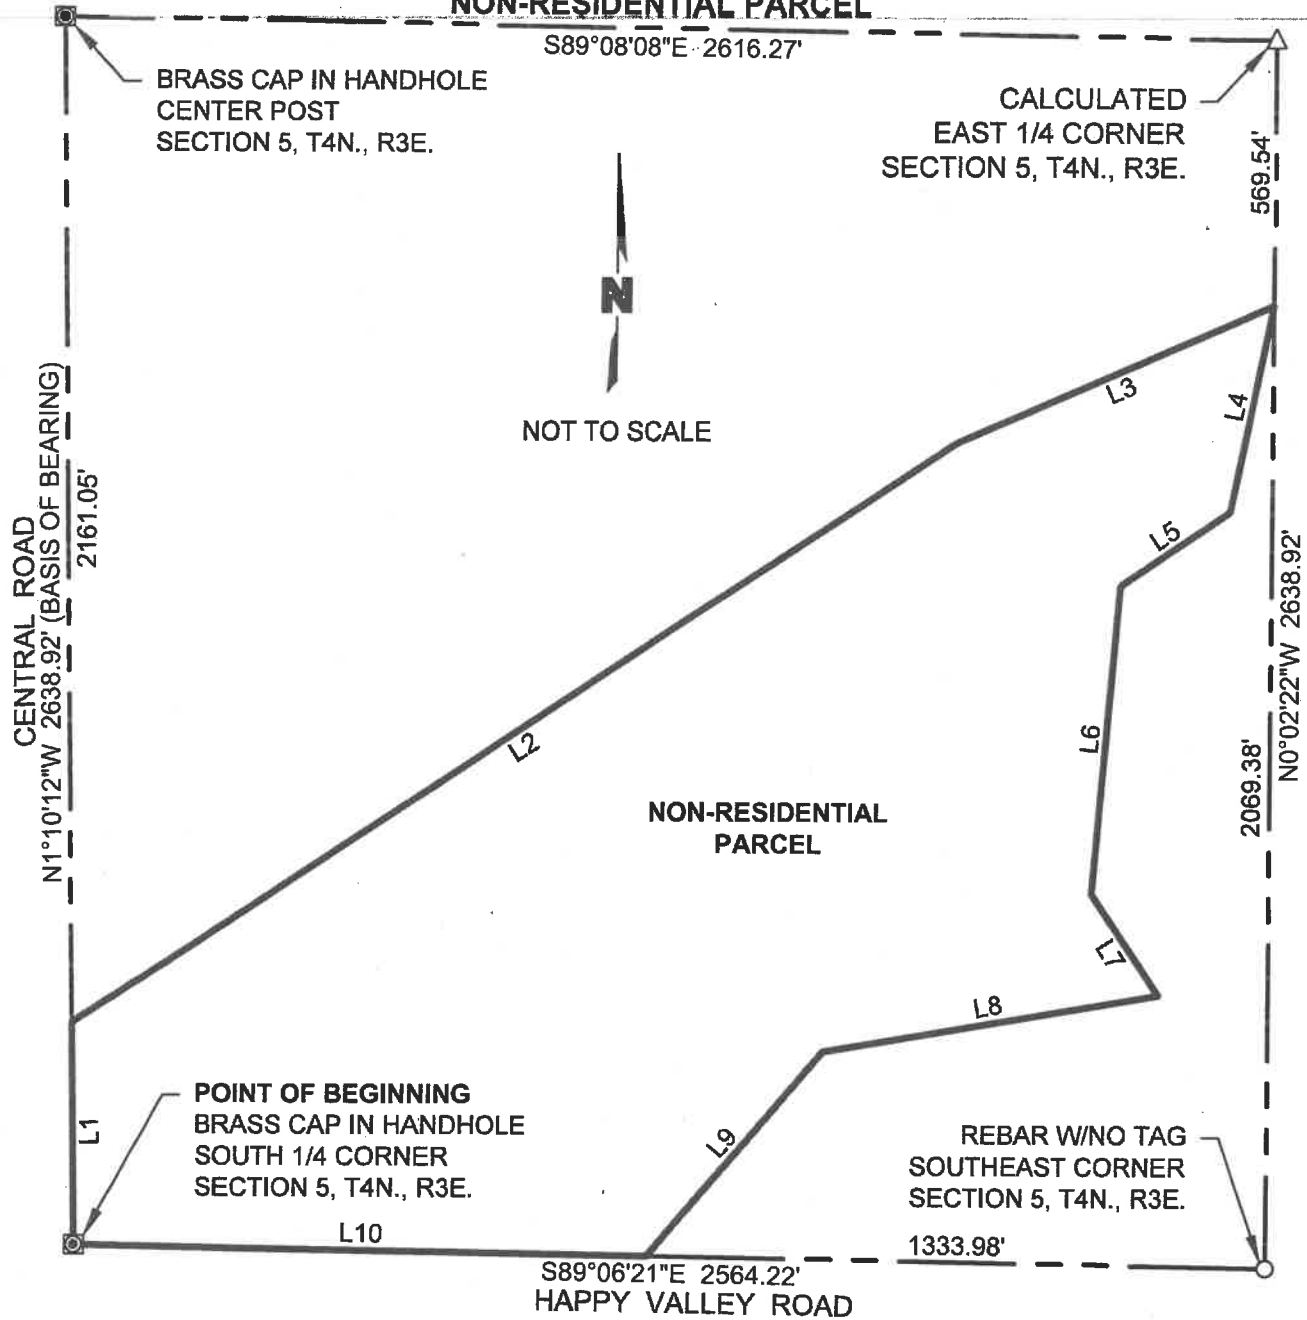 NON-RESIDENTIAL PARCEL
S89°08'08"E 2616.27'
BRASS CAP IN HANDHOLE
CENTER POST
SECTION 5, T4N., R3E.
CALCULATED
EAST 1/4 CORNER
SECTION 5, T4N., R3E.
569.54'
N
NOT TO SCALE
CENTRAL ROAD
N1°10'12"W 2638.92' (BASIS OF BEARING)
2161.05'
L3
L4
L5
L2
L6
NON-RESIDENTIAL
PARCEL
2069.38'
N0°02'22"W 2638.92'
L7
L8
L1
POINT OF BEGINNING
BRASS CAP IN HANDHOLE
SOUTH 1/4 CORNER
SECTION 5, T4N., R3E.
L9
REBAR W/NO TAG
SOUTHEAST CORNER
SECTION 5, T4N., R3E.
L10
1333.98'
S89°06'21"E 2564.22'
HAPPY VALLEY ROAD